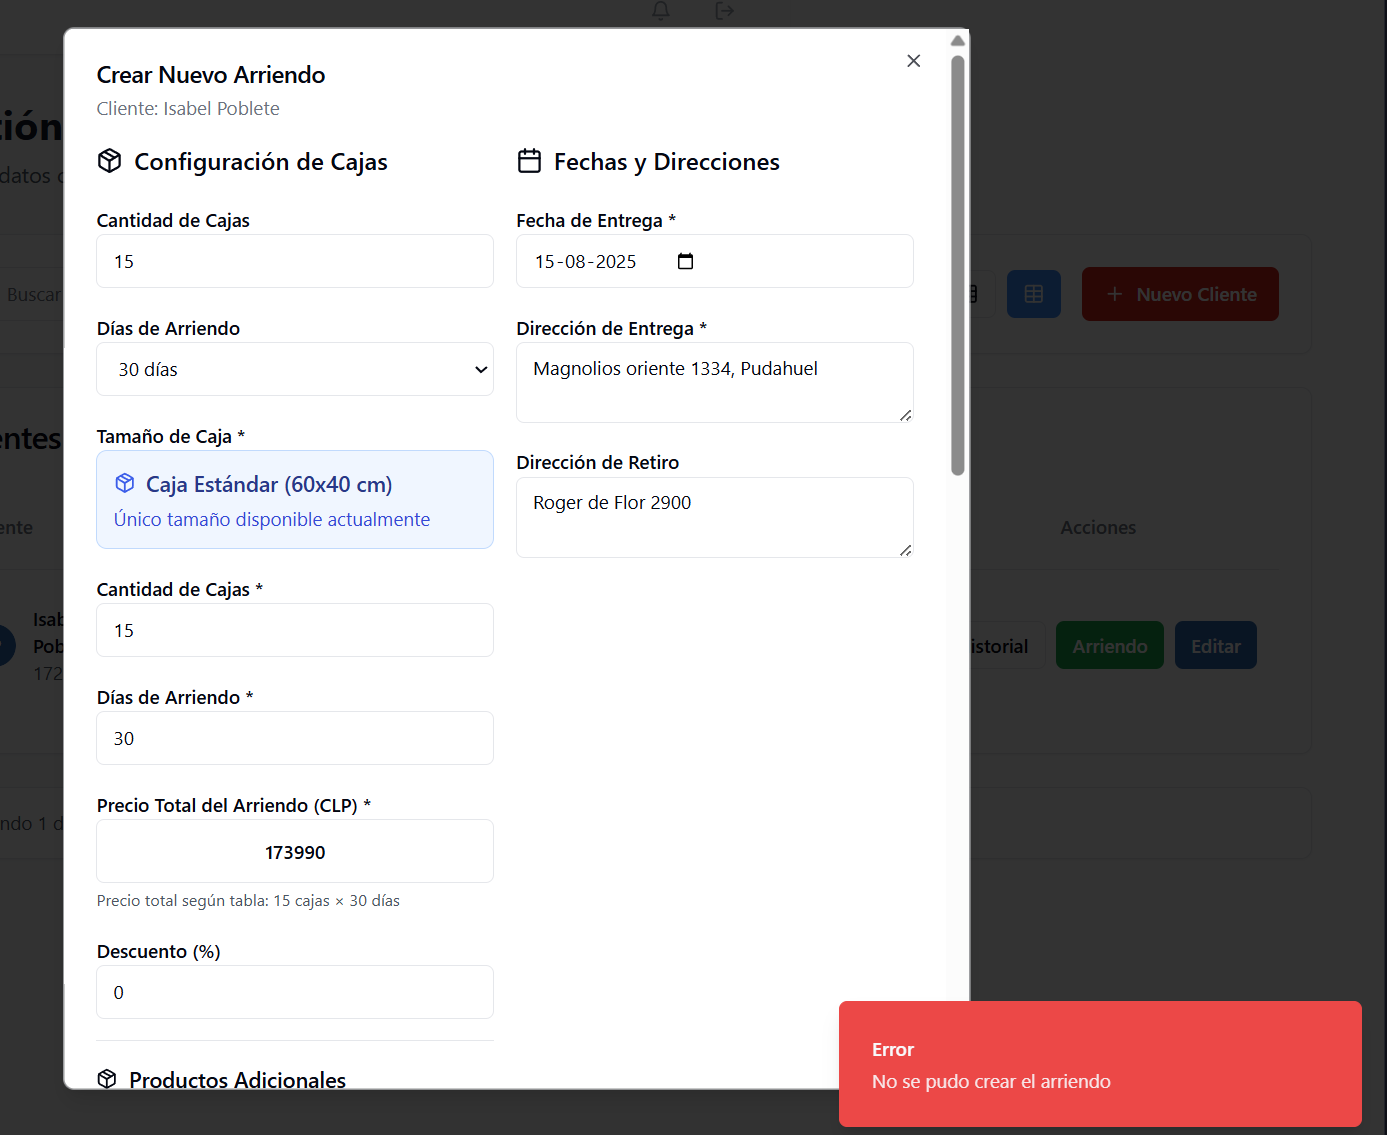 Crear Nuevo Arriendo
Cliente: Isabel Poblete
Configuración de Cajas
Cantidad de Cajas
15
Días de Arriendo
30 días
Tamaño de Caja *
Caja Estándar (60x40 cm)
Único tamaño disponible actualmente
Cantidad de Cajas *
15
Días de Arriendo *
30
Precio Total del Arriendo (CLP) *
173990
Precio total según tabla: 15 cajas × 30 días
Descuento (%)
0
Productos Adicionales
Fechas y Direcciones
Fecha de Entrega *
15-08-2025
Dirección de Entrega *
Magnolios oriente 1334, Pudahuel
Dirección de Retiro
Roger de Flor 2900
tión
datos
Buscar
Nuevo Cliente
entes
ente
Acciones
Isab
Pob
172
istorial
Arriendo
Editar
ndo 1 d
Error
No se pudo crear el arriendo